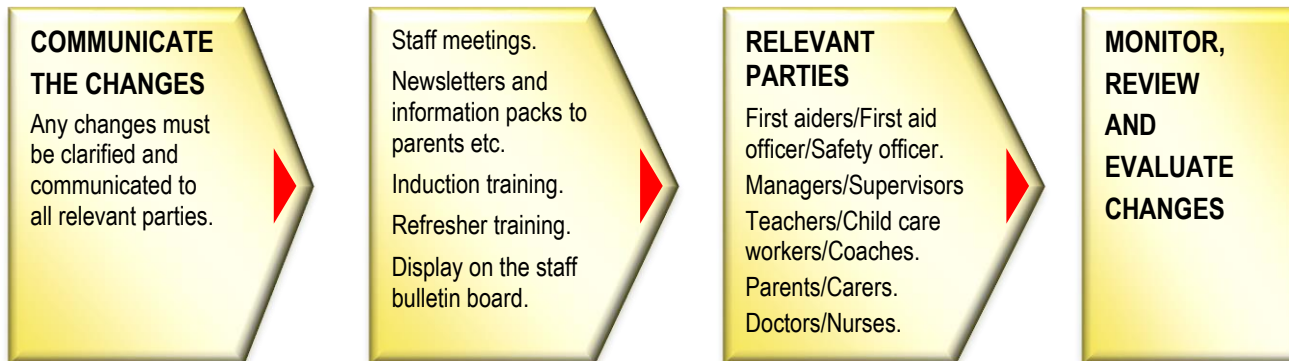 COMMUNICATE
THE CHANGES
Any changes must
be clarified and
communicated to
all relevant parties.
Staff meetings.
Newsletters and
information packs to
parents etc.
Induction training.
Refresher training.
Display on the staff
bulletin board.
RELEVANT
PARTIES
First aiders/First aid
officer/Safety officer.
Managers/Supervisors
Teachers/Child care
workers/Coaches.
Parents/Carers.
Doctors/Nurses.
MONITOR,
REVIEW
AND
EVALUATE
CHANGES